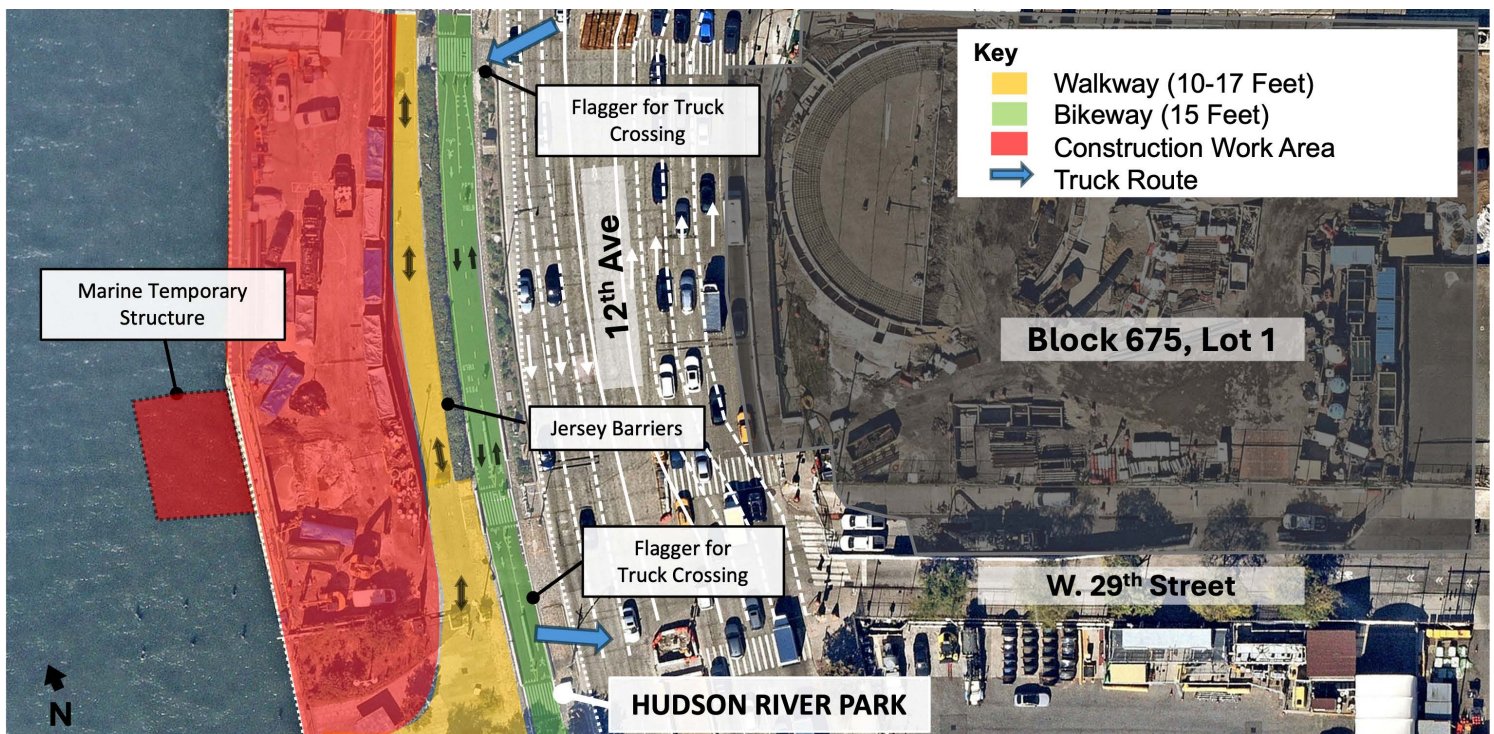 Key
Walkway (10-17 Feet)
Bikeway (15 Feet)
Construction Work Area
Truck Route
Flagger for Truck
Crossing
12th Ave
Marine Temporary
Structure
Block 675, Lot 1
Jersey Barriers
Flagger for
Truck Crossing
W. 29th Street
HUDSON RIVER PARK
N